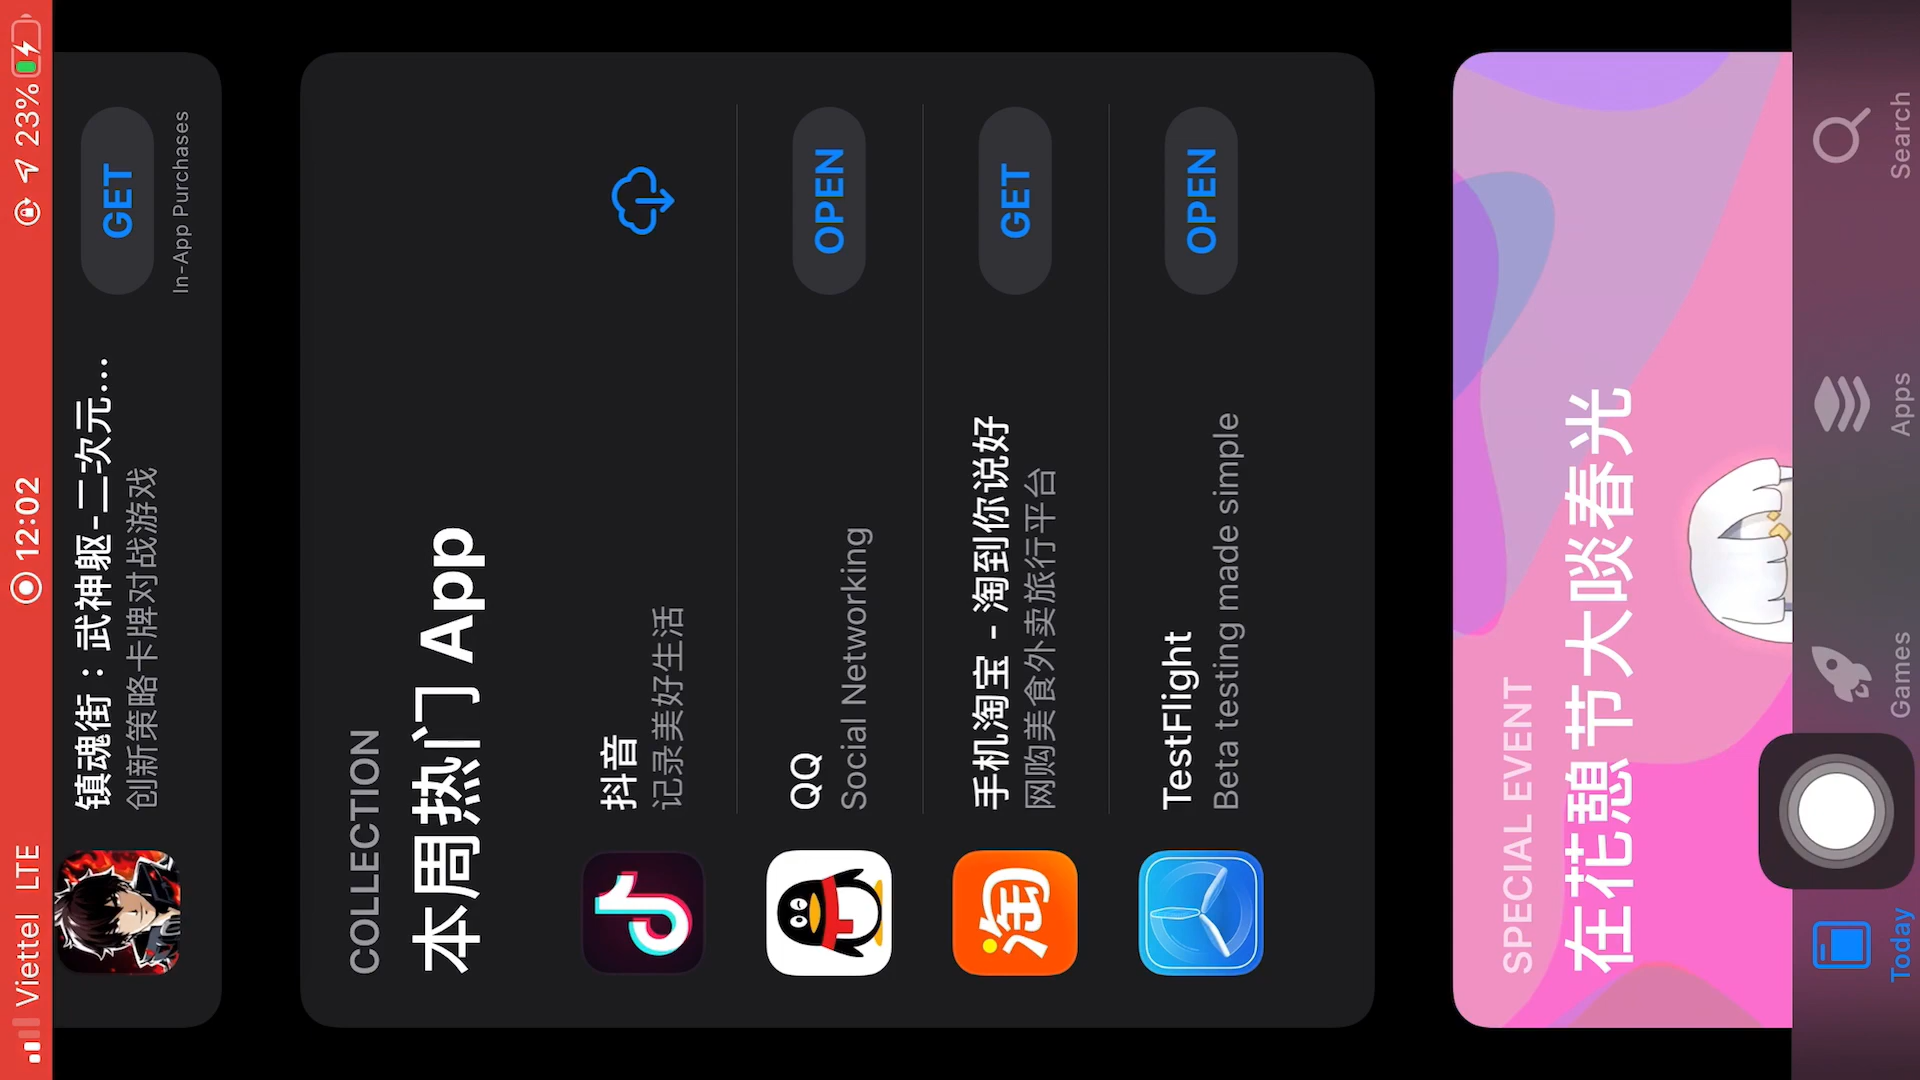 Viettel LTE 12:02 23%
镇魂街：武神躯-二次元...
创新策略卡牌对战游戏
GET
In-App Purchases
COLLECTION
本周热门 App
抖音
记录美好生活
QQ
Social Networking
OPEN
手机淘宝 - 淘到你说好
网购美食外卖旅行平台
GET
淘
TestFlight
Beta testing made simple
OPEN
SPECIAL EVENT
在花憩节大啖春光
Today
Games
Apps
Search